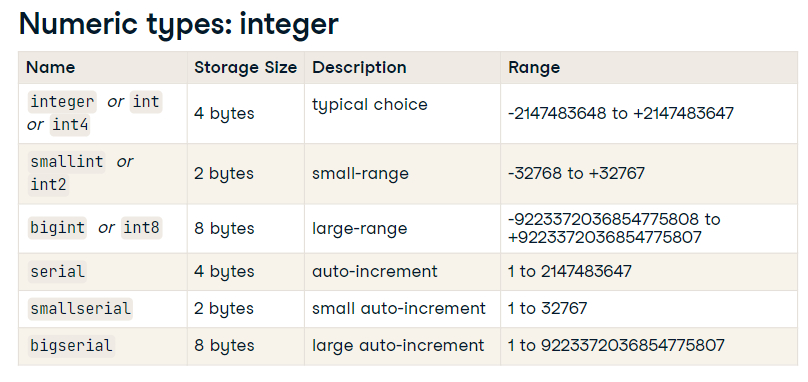 Numeric types: integer
Name Storage Size Description Range
integer or int
or int4 4 bytes typical choice -2147483648 to +2147483647
smallint or
int2 2 bytes small-range -32768 to +32767
bigint or int8 8 bytes large-range -9223372036854775808 to
+9223372036854775807
serial 4 bytes auto-increment 1 to 2147483647
smallserial 2 bytes small auto-increment 1 to 32767
bigserial 8 bytes large auto-increment 1 to 9223372036854775807